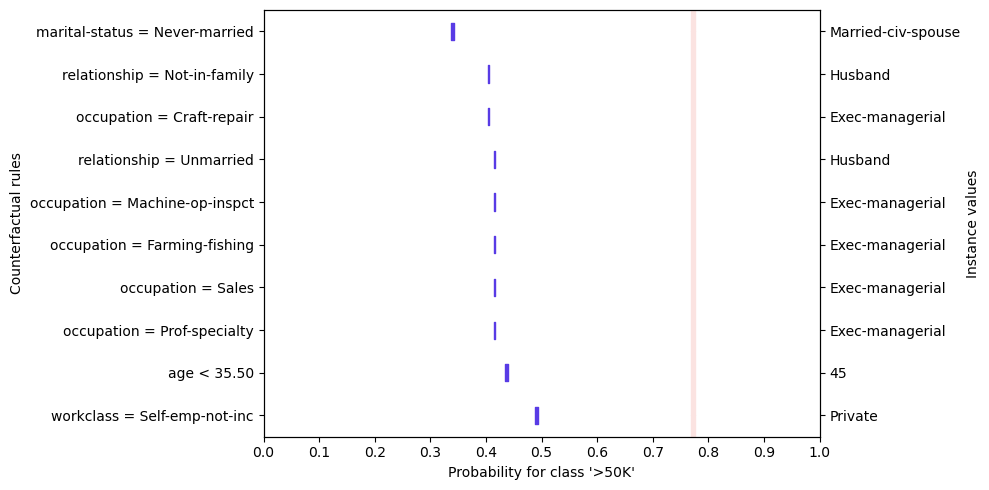 marital-status = Never-married
Married-civ-spouse
relationship = Not-in-family
Husband
occupation = Craft-repair
Exec-managerial
relationship = Unmarried
Husband
occupation = Machine-op-inspct
Exec-managerial
occupation = Farming-fishing
Exec-managerial
occupation = Sales
Exec-managerial
occupation = Prof-specialty
Exec-managerial
age < 35.50
45
workclass = Self-emp-not-inc
Private
Counterfactual rules
Instance values
0.0 0.1 0.2 0.3 0.4 0.5 0.6 0.7 0.8 0.9 1.0
Probability for class '>50K'